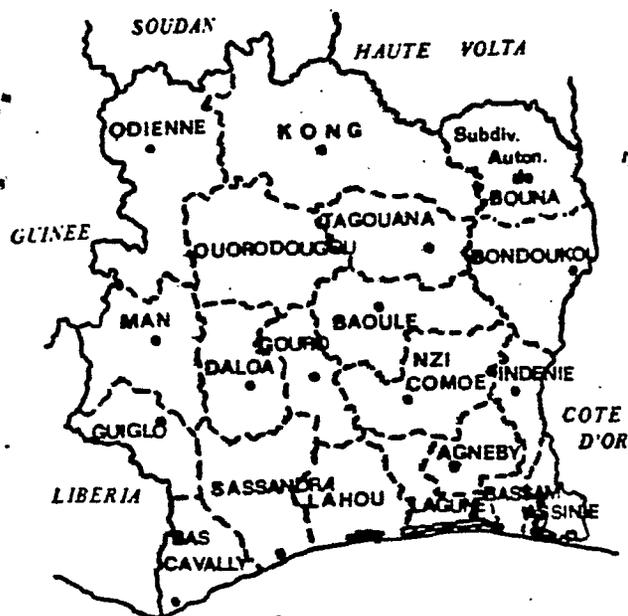 SOUDAN
HAUTE VOLTA
ODIENNE
KONG
Subdiv.
Auton.
de
BOUNA
GUINEE
TAGOUANA
OUORODOUGOU
BONDOUKOU
MAN
BAOULE
GOURO
DALOA
NZI
COMOE
INDENIE
GUIGLO
COTE
D'OR
AGNEBY
LIBERIA
SASSANDRA
LAHOU
LAGUNE
BASSAM
ASSINIE
BAS
CAVALLY